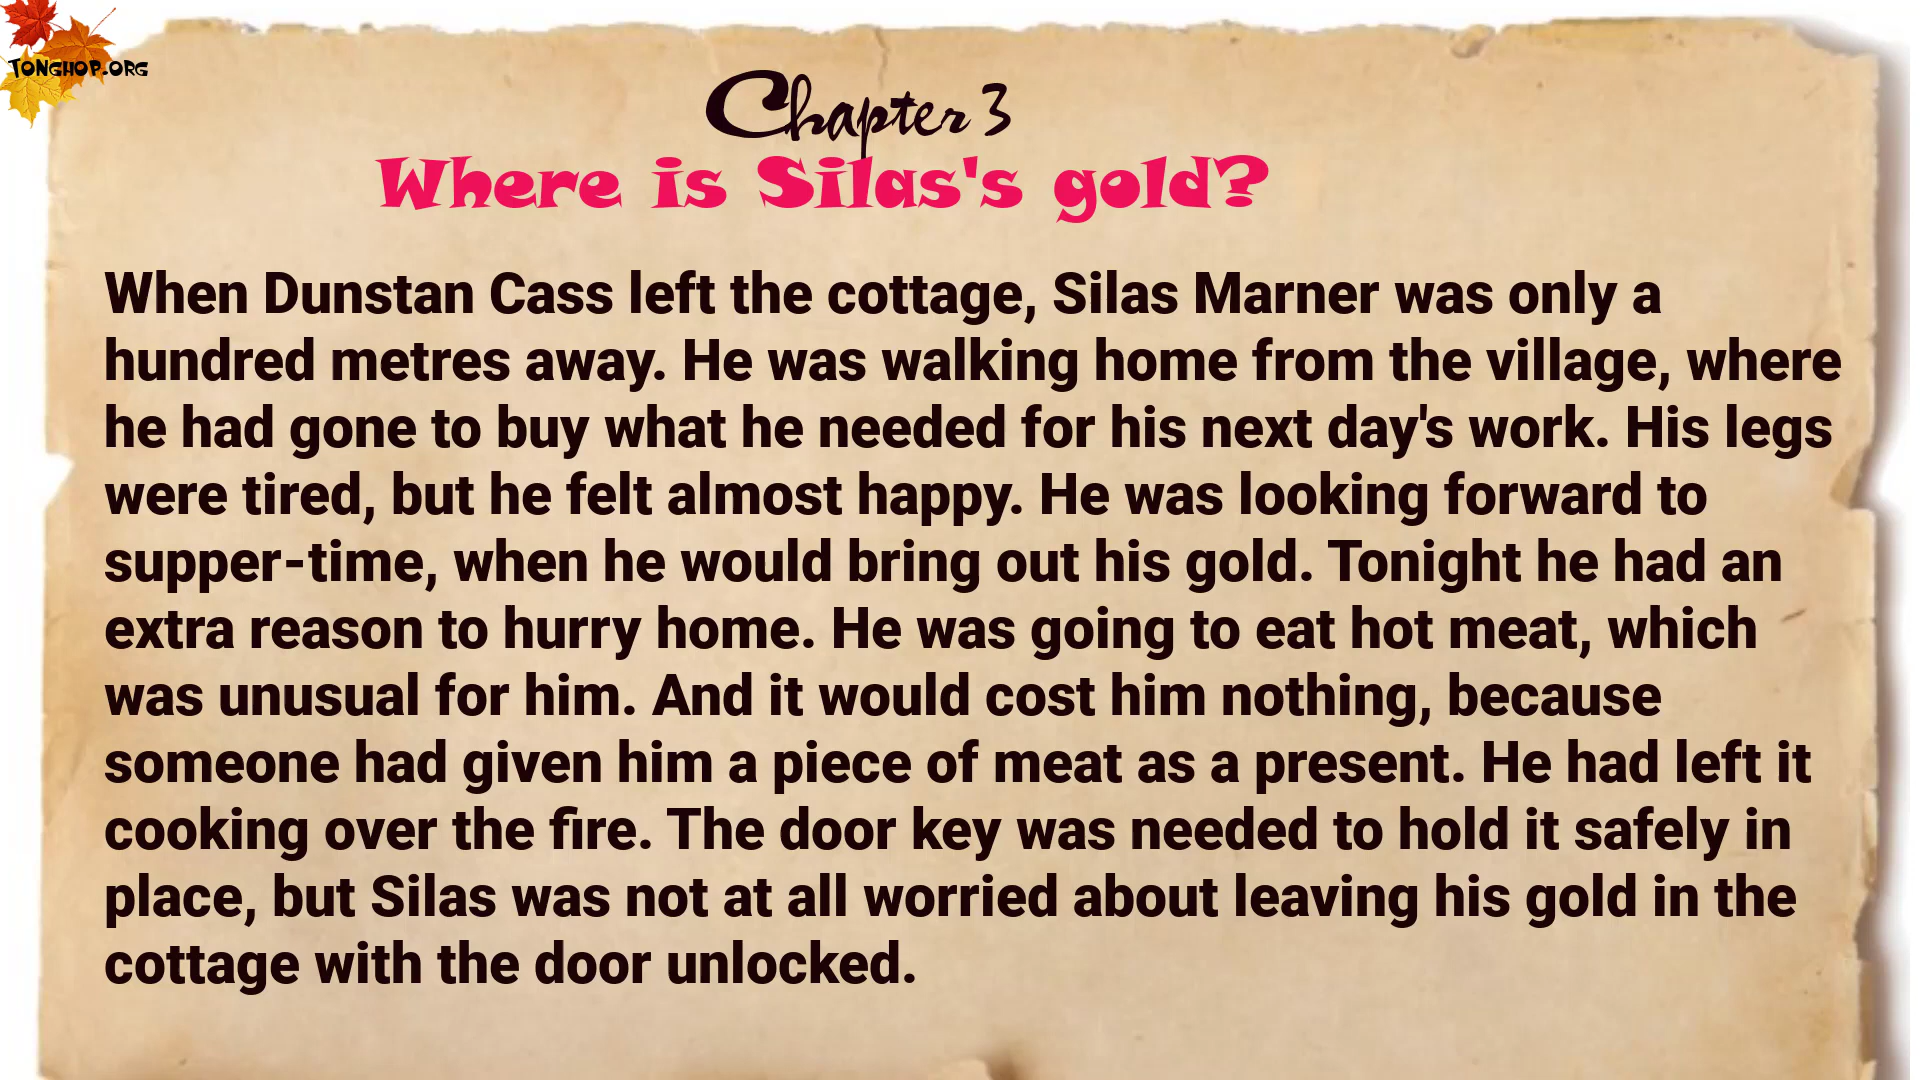 TONGHOP.ORG
Chapter 3
Where is Silas's gold?
When Dunstan Cass left the cottage, Silas Marner was only a
hundred metres away. He was walking home from the village, where
he had gone to buy what he needed for his next day's work. His legs
were tired, but he felt almost happy. He was looking forward to
supper-time, when he would bring out his gold. Tonight he had an
extra reason to hurry home. He was going to eat hot meat, which
was unusual for him. And it would cost him nothing, because
someone had given him a piece of meat as a present. He had left it
cooking over the fire. The door key was needed to hold it safely in
place, but Silas was not at all worried about leaving his gold in the
cottage with the door unlocked.